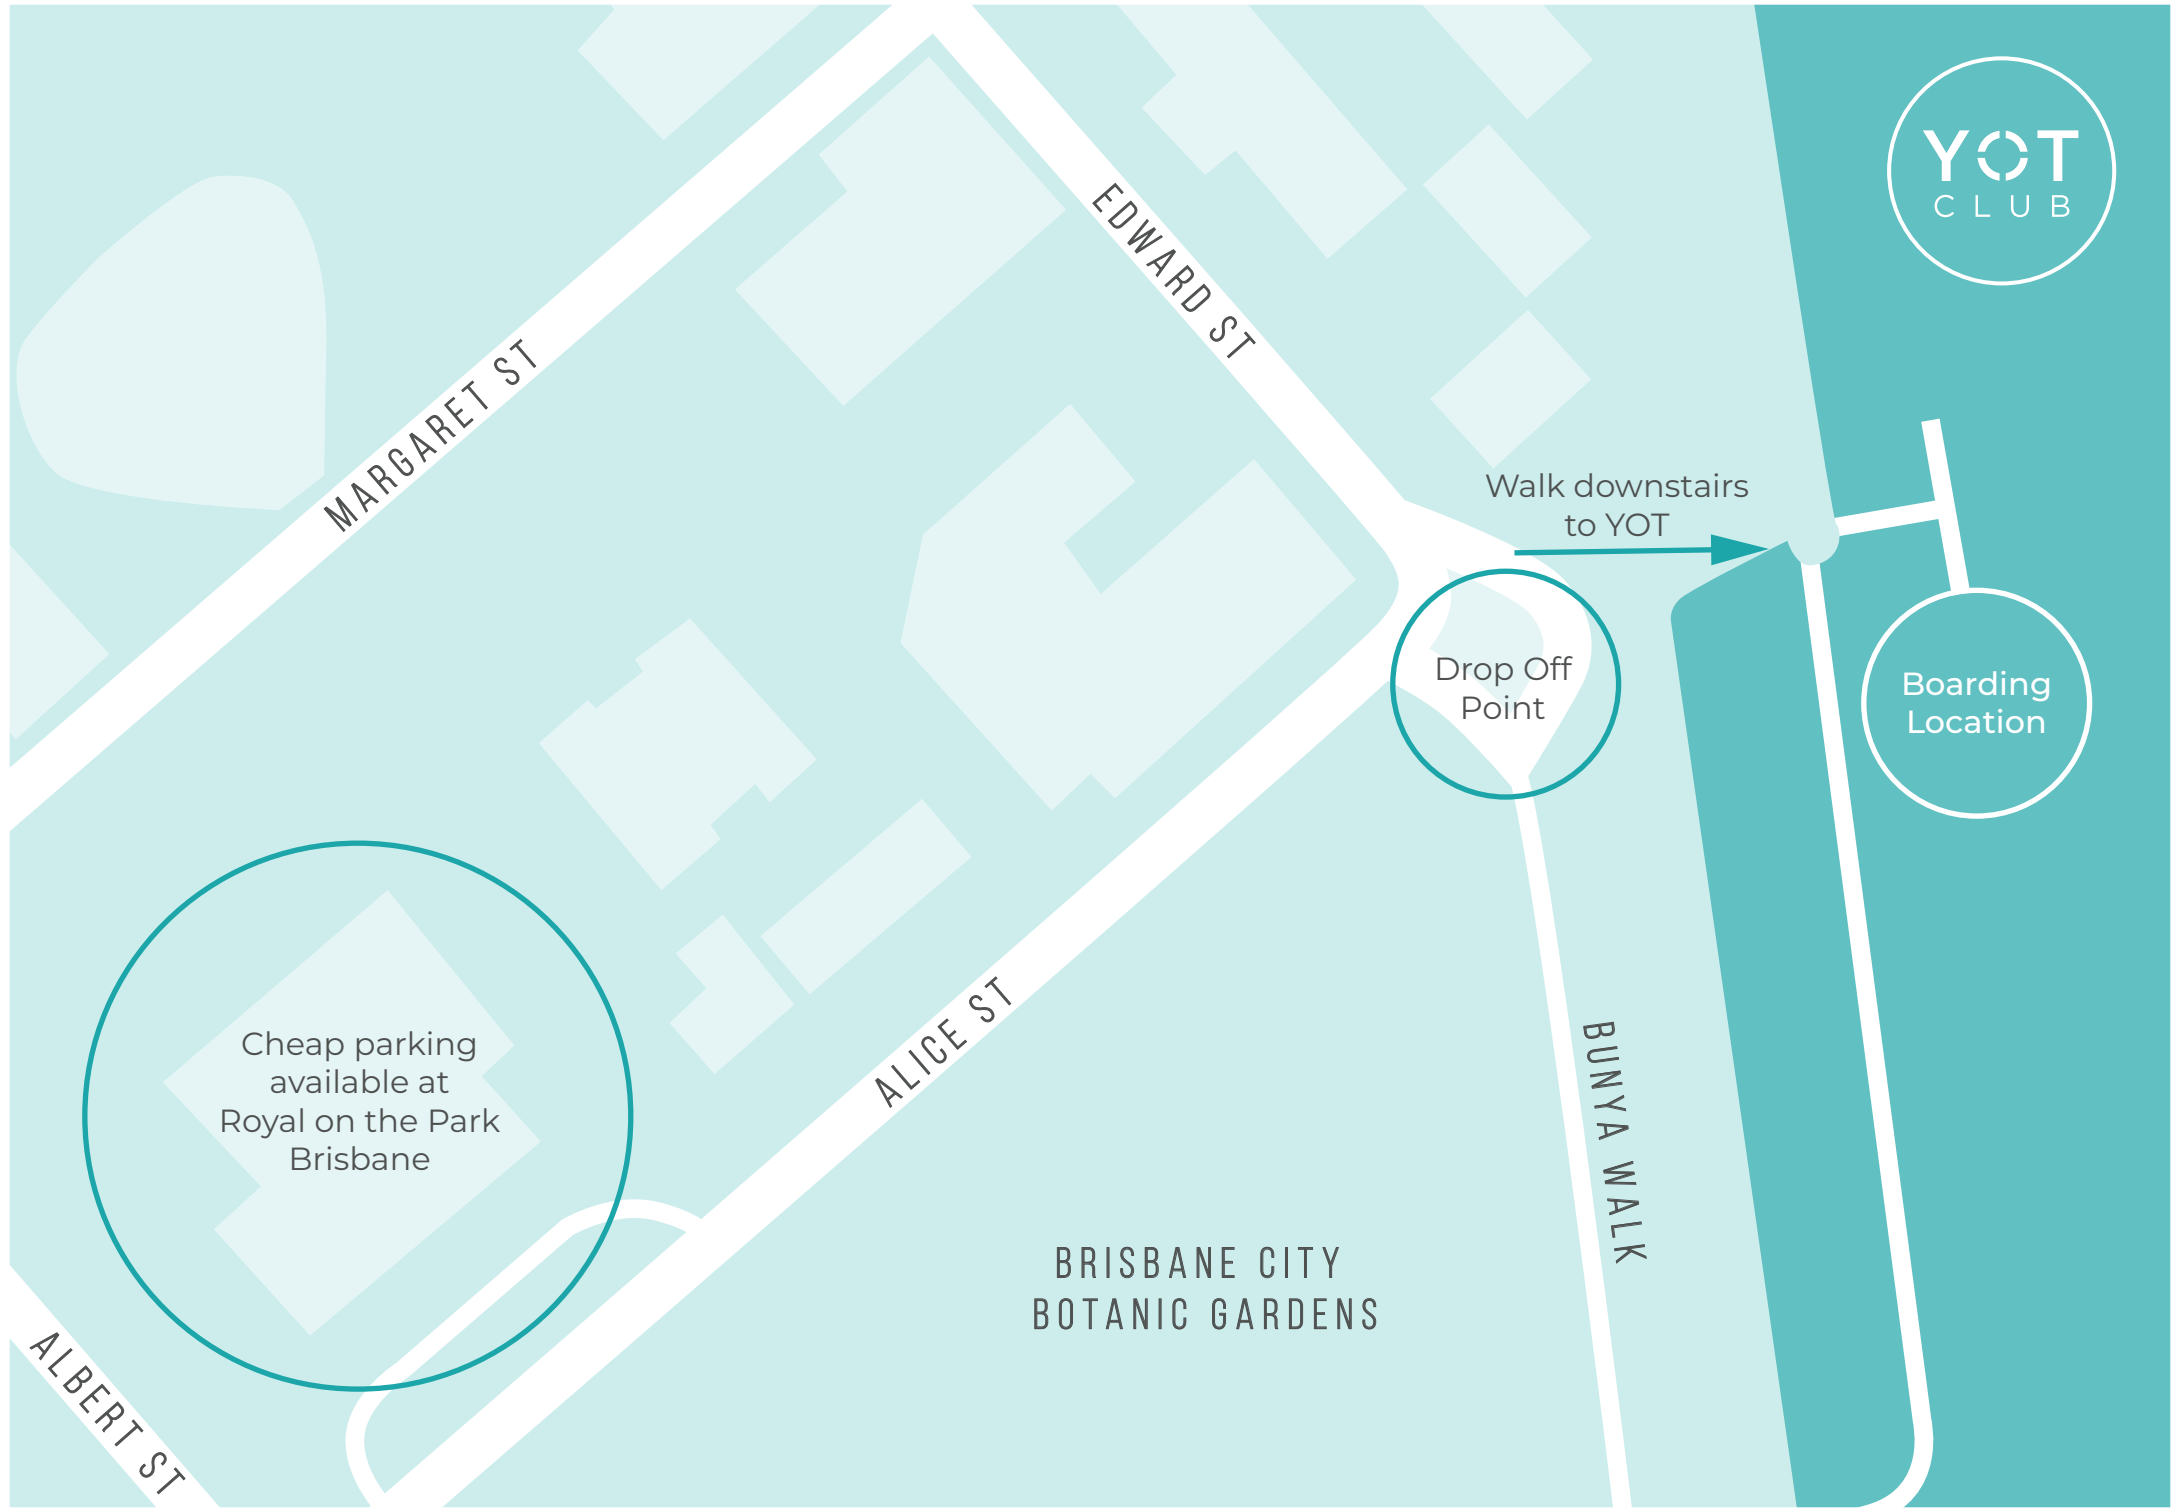 YOT
CLUB
EDWARD ST
MARGARET ST
Walk downstairs
to YOT
Drop Off
Point
Boarding
Location
Cheap parking
available at
Royal on the Park
Brisbane
ALICE ST
BUNYA WALK
BRISBANE CITY
BOTANIC GARDENS
ALBERT ST